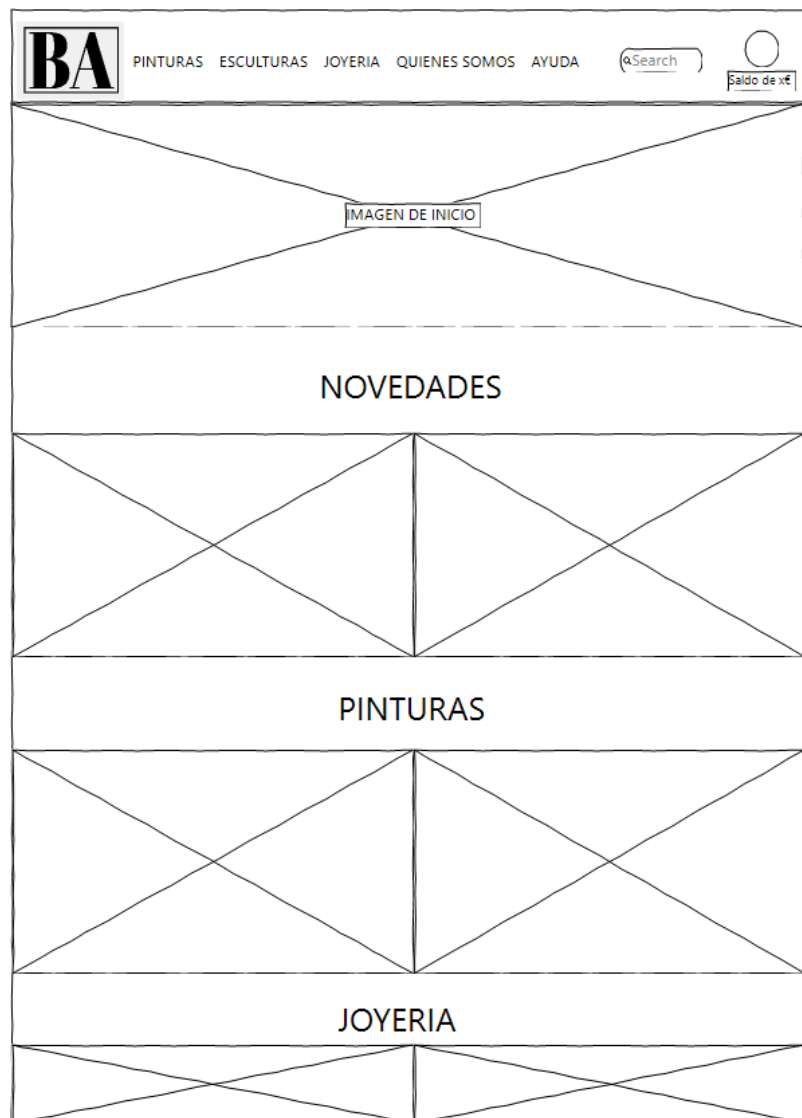 BA
PINTURAS ESCULTURAS JOYERIA QUIENES SOMOS AYUDA Search
Saldo de x€
IMAGEN DE INICIO
NOVEDADES
PINTURAS
JOYERIA